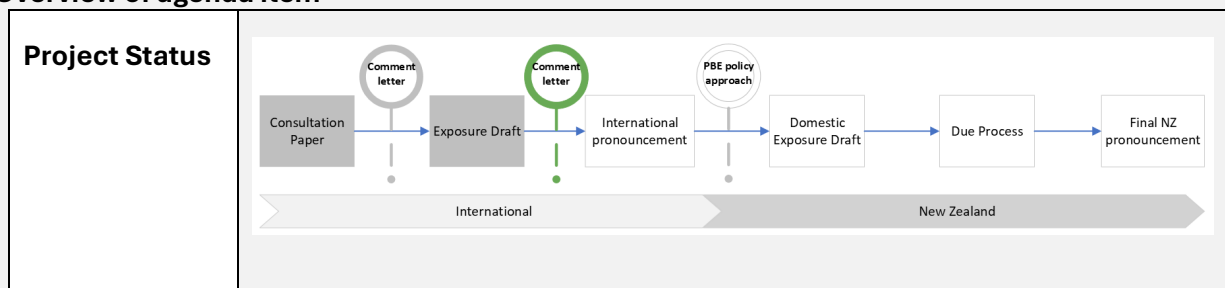 Overview of agenda item
Project Status
Comment
letter
Comment
letter
PBE policy
approach
Consultation
Paper
Exposure Draft
International
pronouncement
Domestic
Exposure Draft
Due Process
Final NZ
pronouncement
International
New Zealand